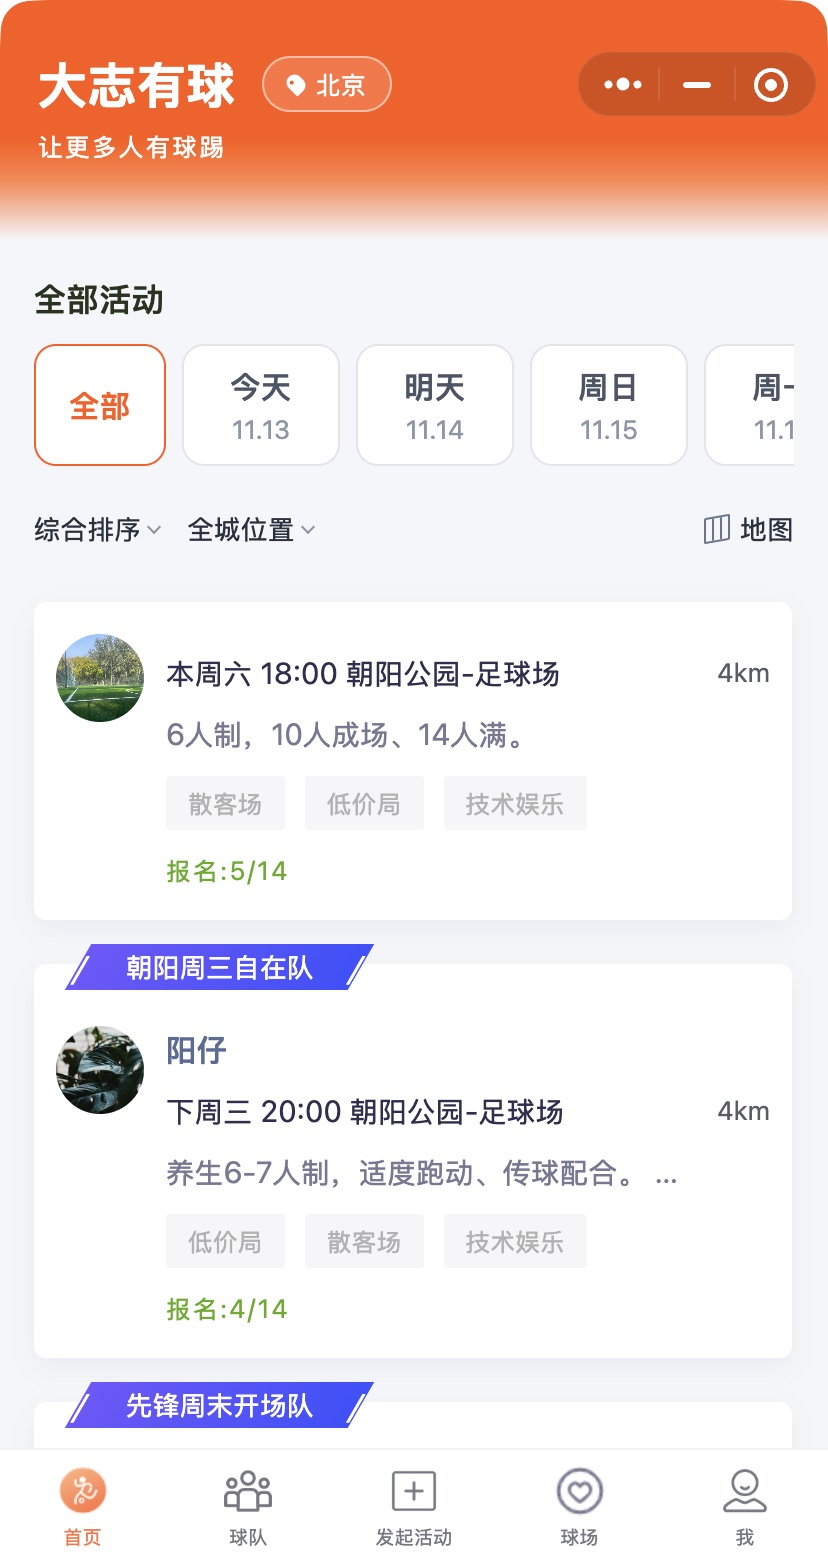 大志有球
北京
让更多人有球踢
全部活动
全部
今天
11.13
明天
11.14
周日
11.15
周一
11.1
综合排序
全城位置
地图
本周六 18:00 朝阳公园-足球场
4km
6人制，10人成场、14人满。
散客场
低价局
技术娱乐
报名:5/14
朝阳周三自在队
阳仔
下周三 20:00 朝阳公园-足球场
4km
养生6-7人制，适度跑动、传球配合。 ...
低价局
散客场
技术娱乐
报名:4/14
先锋周末开场队
首页
球队
发起活动
球场
我